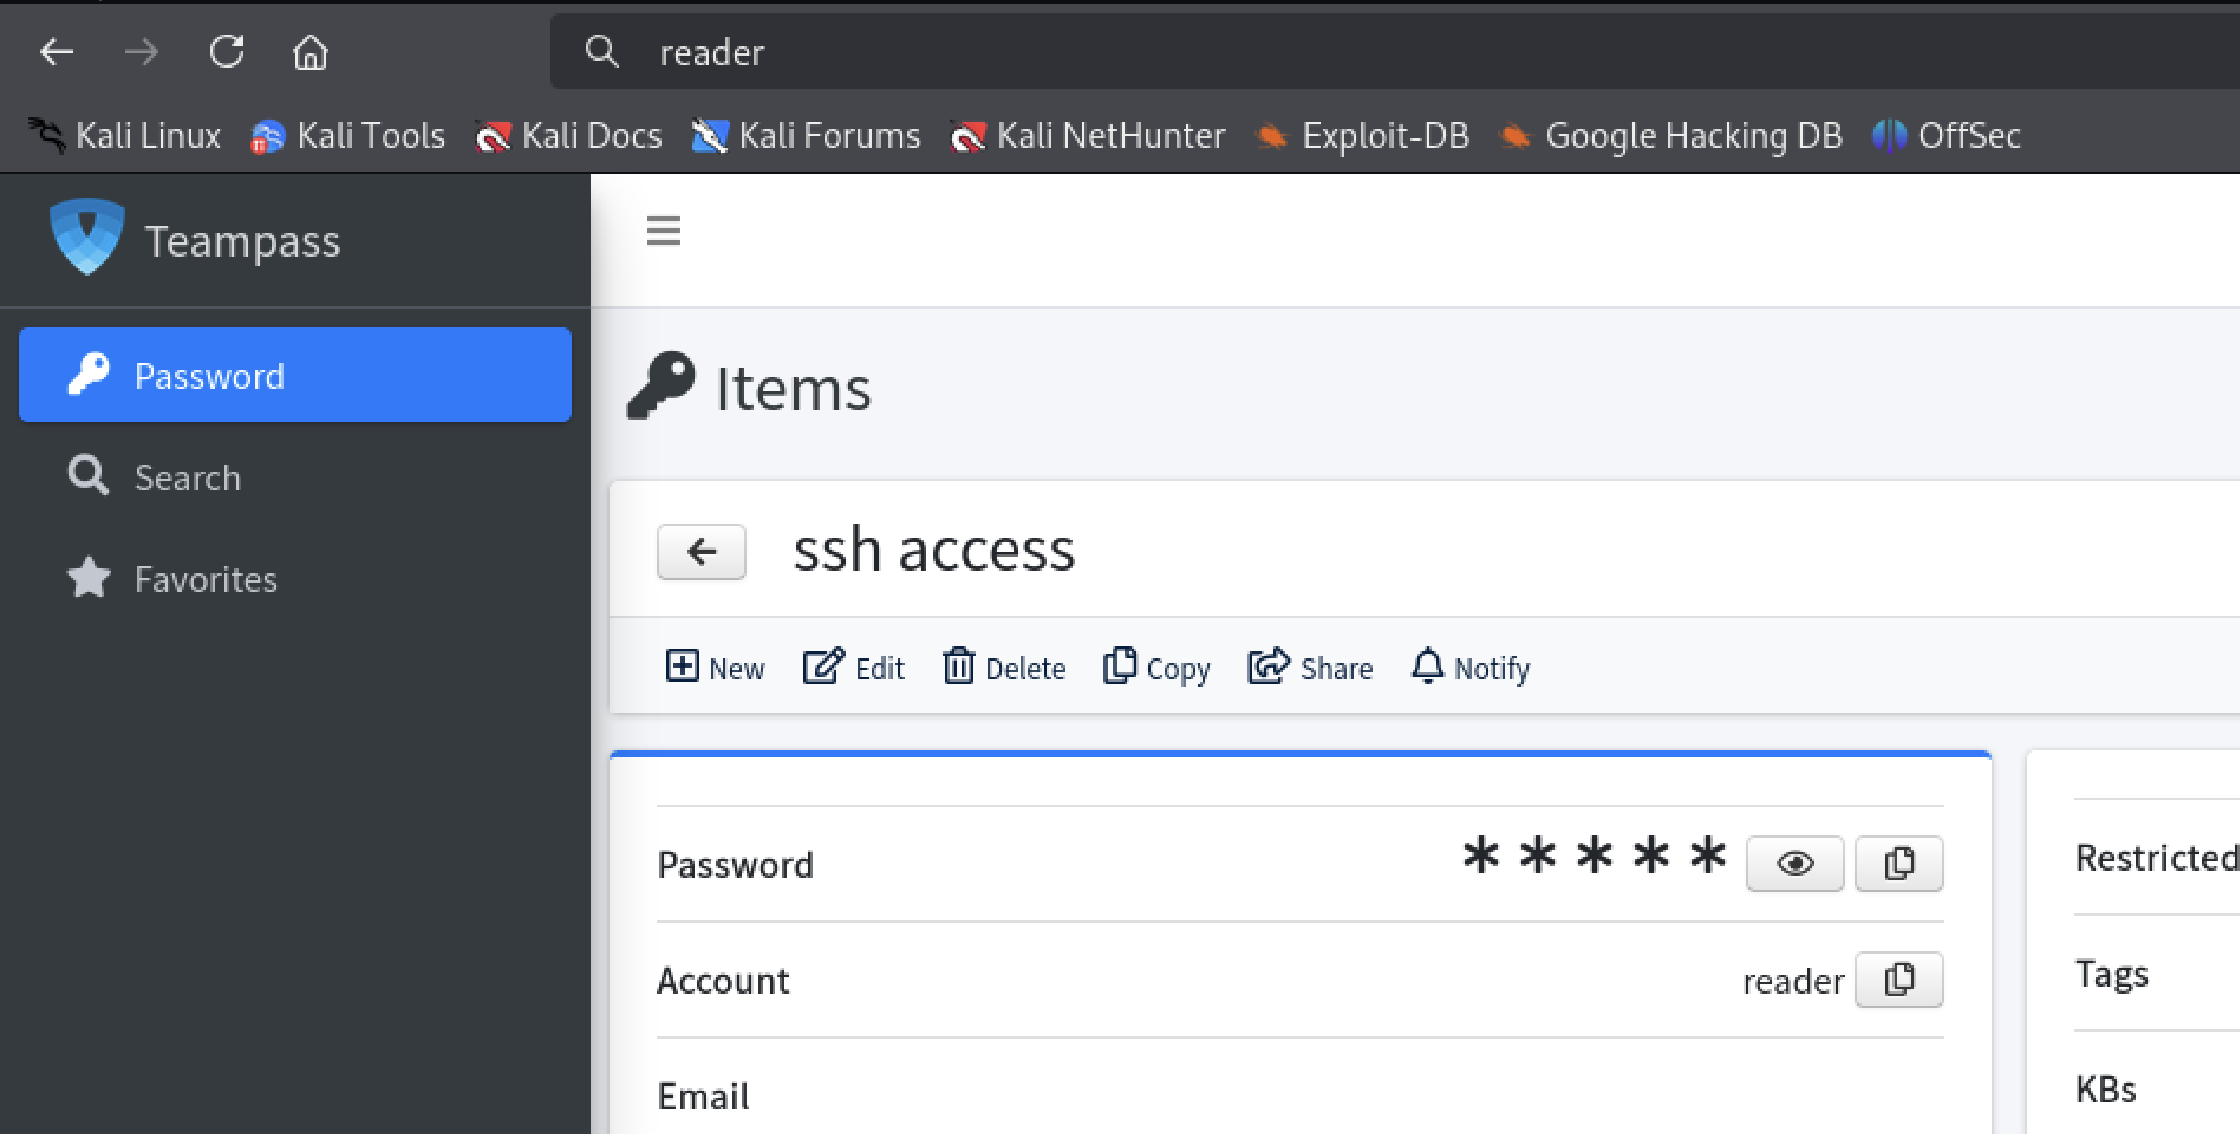 reader
Kali Linux Kali Tools Kali Docs Kali Forums Kali NetHunter Exploit-DB Google Hacking DB OffSec
Teampass
Password
Search
Favorites
Items
ssh access
New Edit Delete Copy Share Notify
Password *****
Account reader
Email
Restricted
Tags
KBs